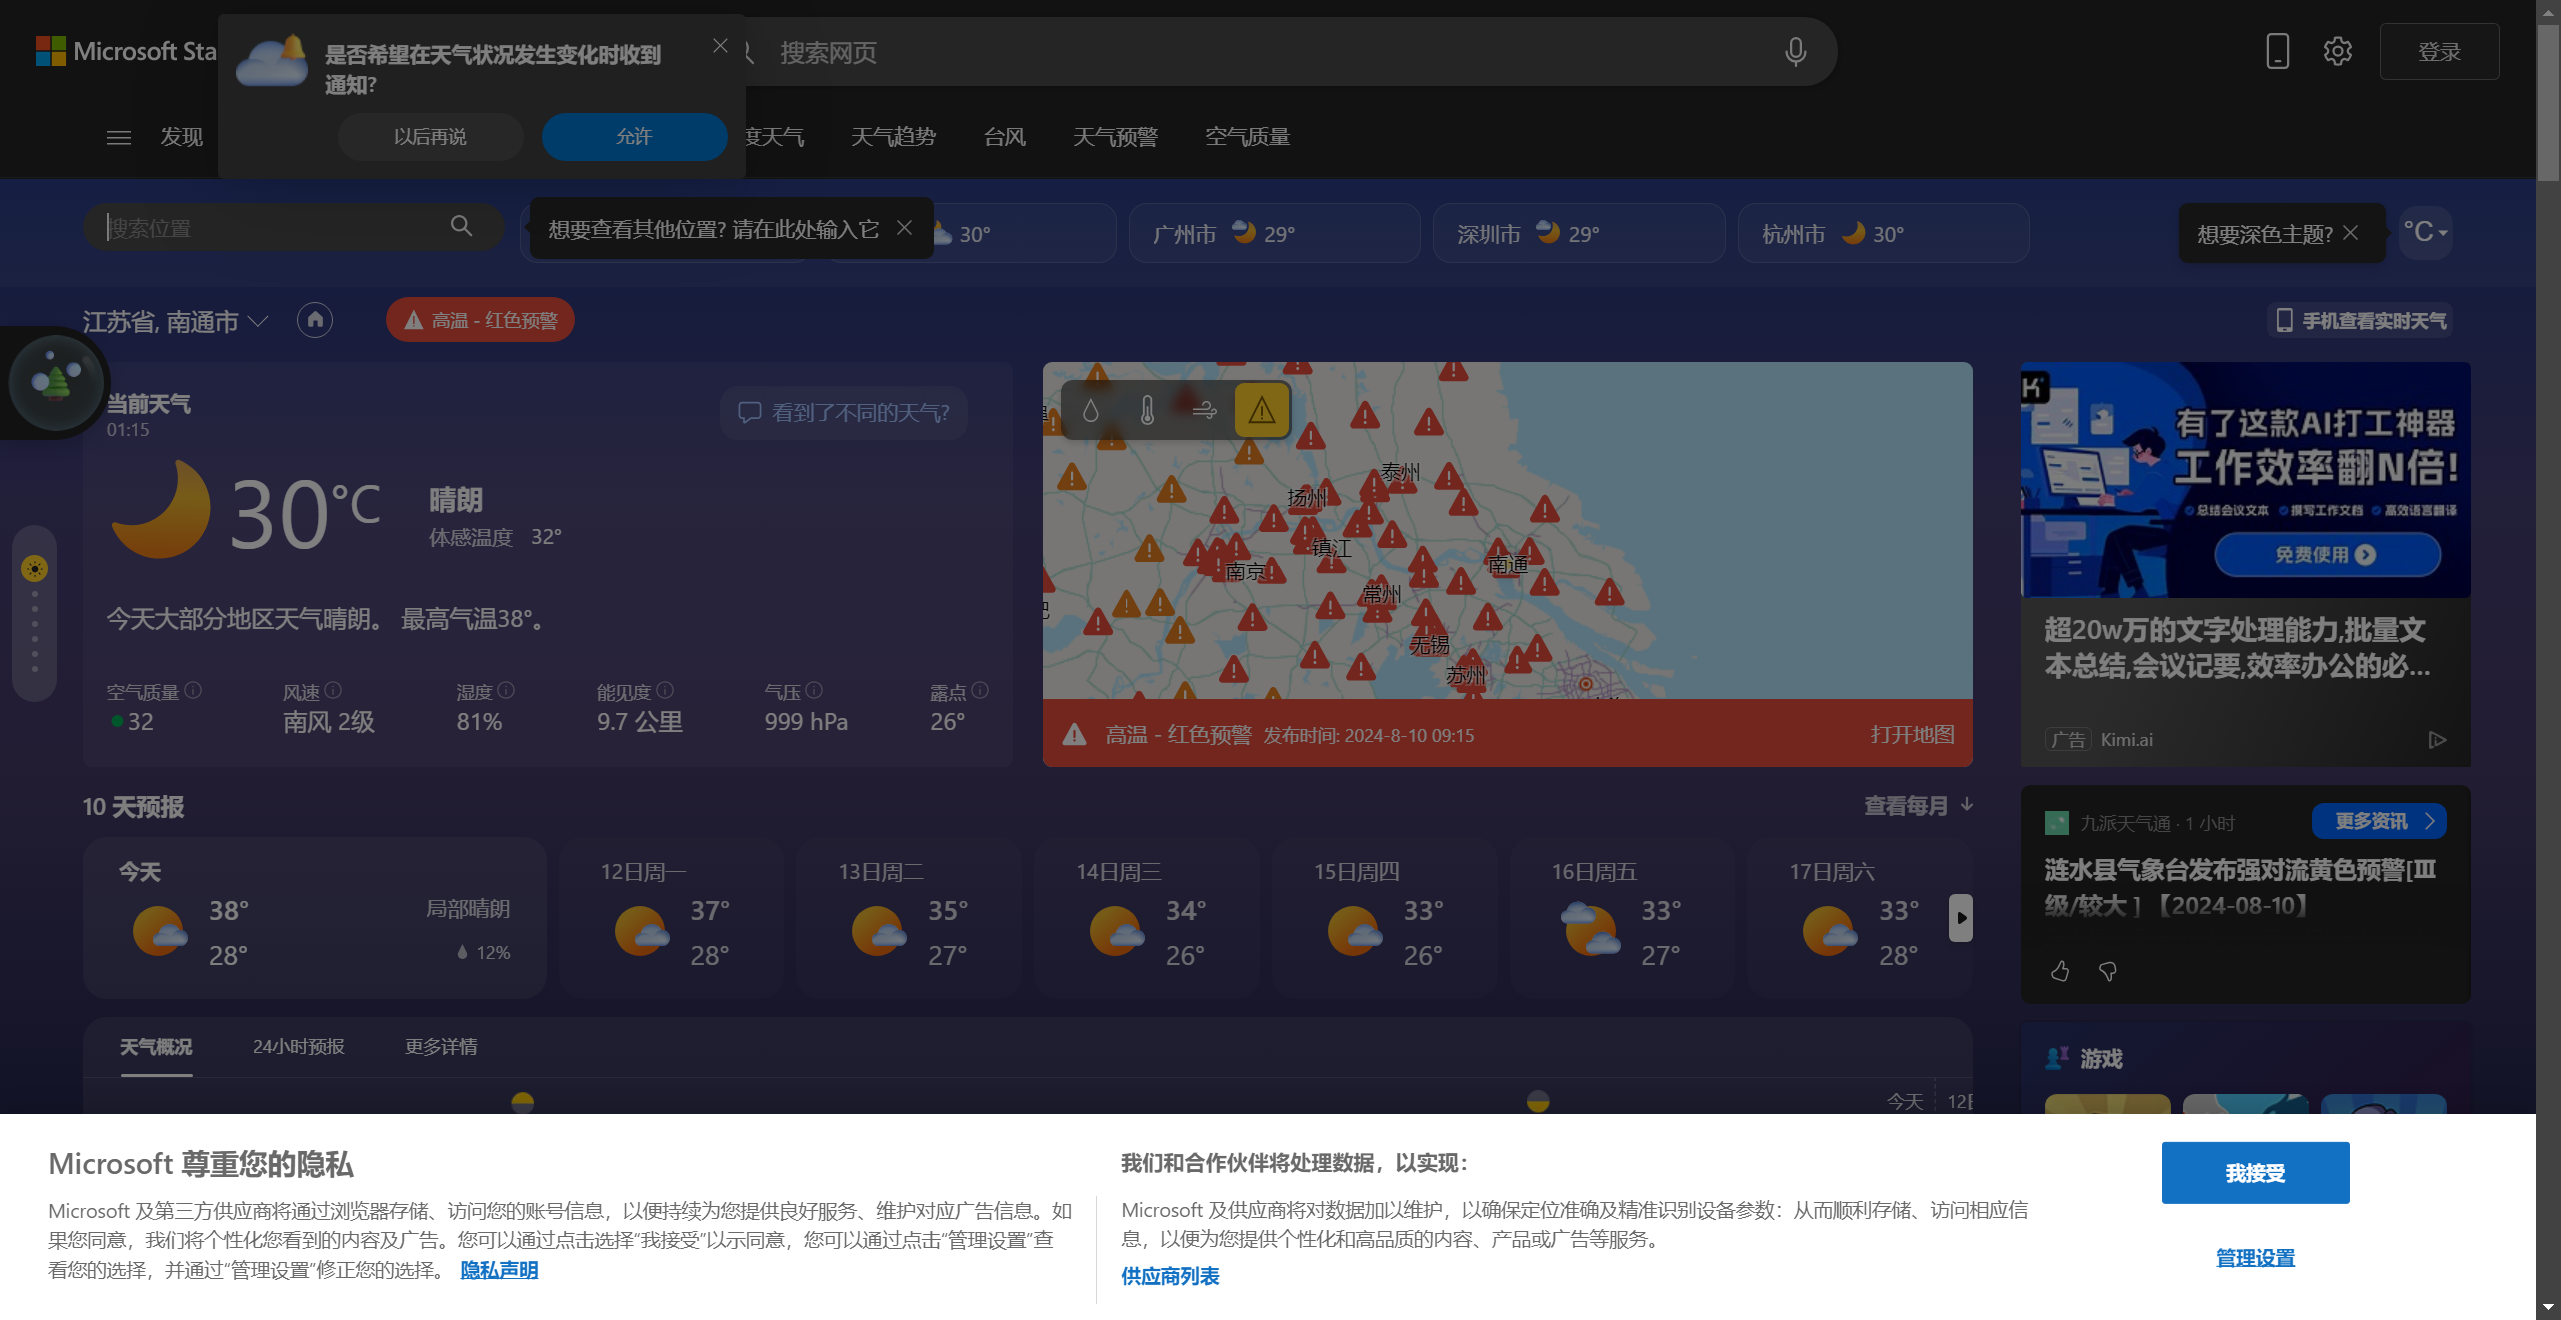 Microsoft Sta
是否希望在天气状况发生变化时收到
通知?
以后再说
允许
搜索网页
登录
发现
度天气
天气趋势
台风
天气预警
空气质量
搜索位置
想要查看其他位置? 请在此处输入它
30°
广州市 29°
深圳市 29°
杭州市 30°
想要深色主题?
°C
江苏省, 南通市
高温 - 红色预警
手机查看实时天气
当前天气
01:15
看到了不同的天气?
30°C
晴朗
体感温度 32°
今天大部分地区天气晴朗。 最高气温38°。
空气质量
32
风速
南风 2级
湿度
81%
能见度
9.7 公里
气压
999 hPa
露点
26°
泰州
扬州
镇江
南京
南通
常州
无锡
苏州
高温 - 红色预警 发布时间: 2024-8-10 09:15
打开地图
有了这款AI打工神器
工作效率翻N倍!
总结会议文本 撰写工作文档 高效语言翻译
免费使用
超20w万的文字处理能力,批量文
本总结,会议记要,效率办公的必...
广告 Kimi.ai
10 天预报
查看每月
今天
38°
28°
局部晴朗
12%
12日周一
37°
28°
13日周二
35°
27°
14日周三
34°
26°
15日周四
33°
26°
16日周五
33°
27°
17日周六
33°
28°
九派天气通 · 1 小时
更多资讯
涟水县气象台发布强对流黄色预警[Ⅲ
级/较大 ] 【2024-08-10】
天气概况
24小时预报
更多详情
今天
游戏
Microsoft 尊重您的隐私
Microsoft 及第三方供应商将通过浏览器存储、访问您的账号信息，以便持续为您提供良好服务、维护对应广告信息。如
果您同意，我们将个性化您看到的内容及广告。您可以通过点击选择“我接受”以示同意，您可以通过点击“管理设置”查
看您的选择，并通过“管理设置”修正您的选择。 隐私声明
我们和合作伙伴将处理数据，以实现：
Microsoft 及供应商将对数据加以维护，以确保定位准确及精准识别设备参数：从而顺利存储、访问相应信
息，以便为您提供个性化和高品质的内容、产品或广告等服务。
供应商列表
我接受
管理设置